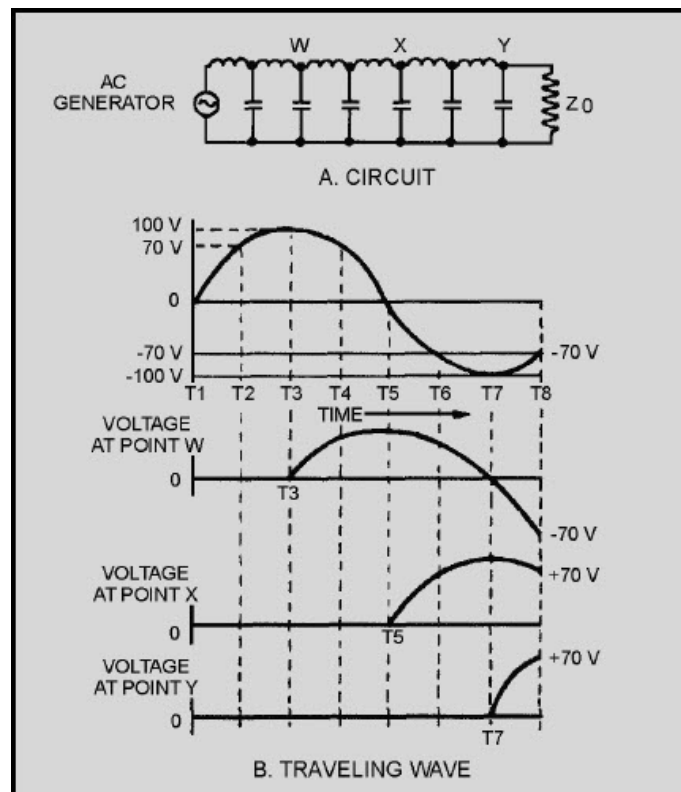 W X Y
AC
GENERATOR
Z0
A. CIRCUIT
100 V
70 V
0
-70 V -70 V
-100 V
T1 T2 T3 T4 T5 T6 T7 T8
TIME
VOLTAGE
AT POINT W
0
T3
-70 V
VOLTAGE
AT POINT X
+70 V
0
T5
VOLTAGE
AT POINT Y
+70 V
0
T7
B. TRAVELING WAVE